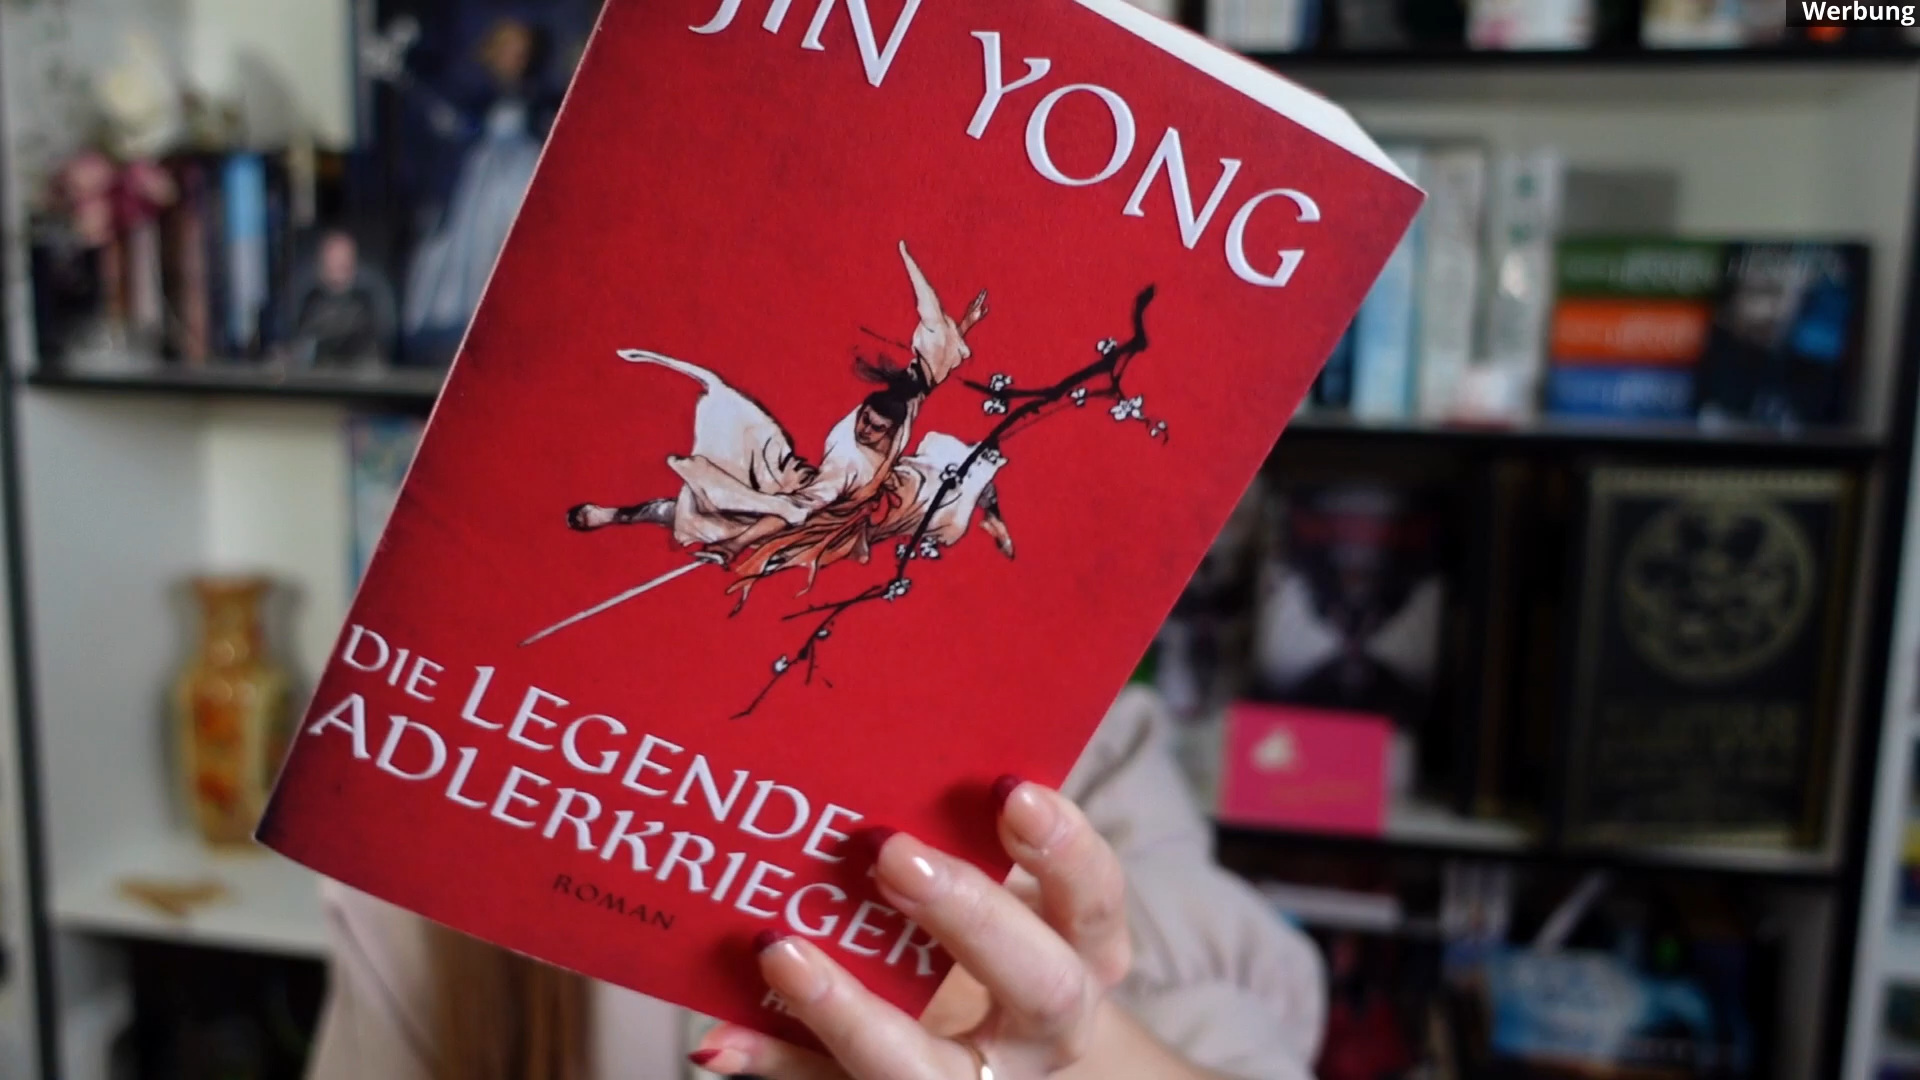 Werbung
JIN YONG
DIE LEGENDE
ADLERKRIEGER
ROMAN